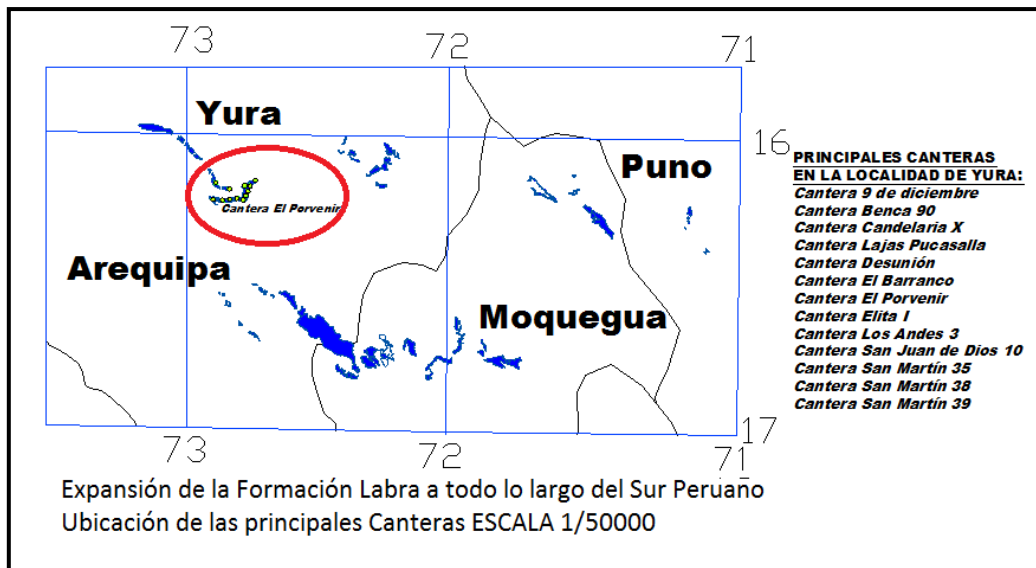 73
72
71
Yura
16
Puno
Cantera El Porvenir
Arequipa
Moquegua
73
72
71
17
PRINCIPALES CANTERAS
EN LA LOCALIDAD DE YURA:
Cantera 9 de diciembre
Cantera Benca 90
Cantera Candelaria X
Cantera Lajas Pucasalla
Cantera Desunión
Cantera El Barranco
Cantera El Porvenir
Cantera Elita I
Cantera Los Andes 3
Cantera San Juan de Dios 10
Cantera San Martín 35
Cantera San Martín 38
Cantera San Martín 39
Expansión de la Formación Labra a todo lo largo del Sur Peruano
Ubicación de las principales Canteras ESCALA 1/50000